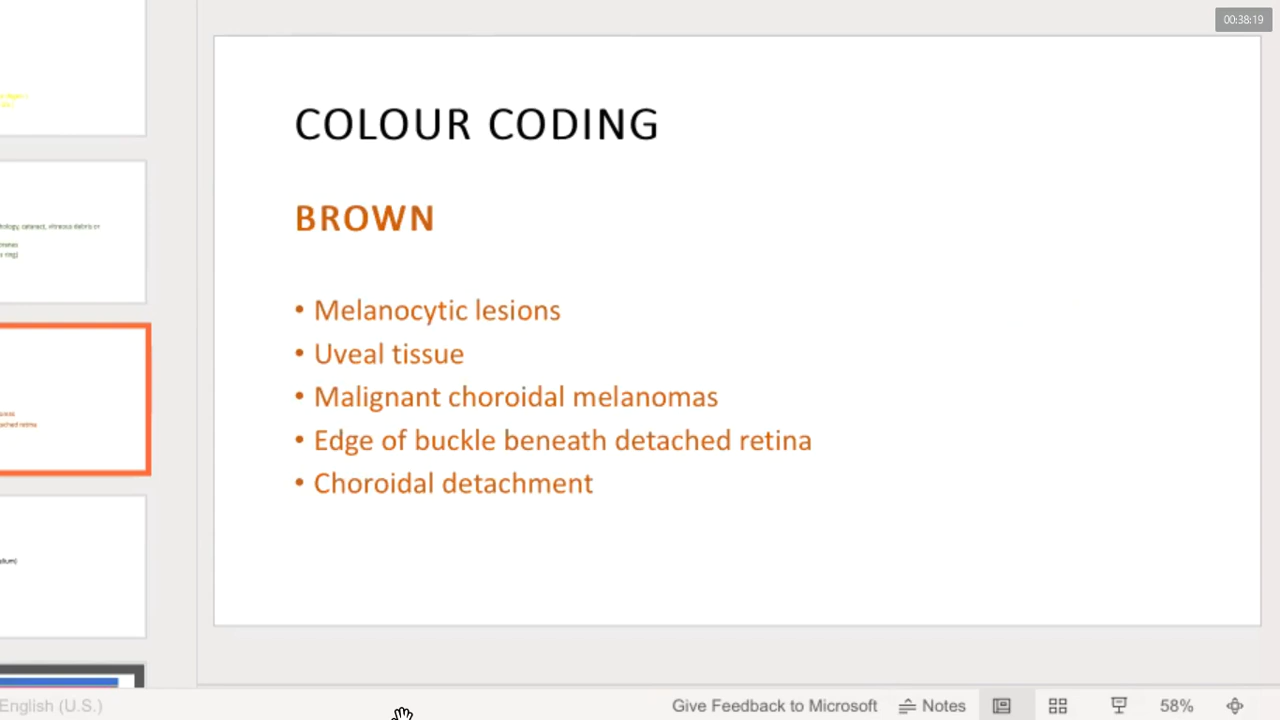 00:38:19
COLOUR CODING
BROWN
• Melanocytic lesions
• Uveal tissue
• Malignant choroidal melanomas
• Edge of buckle beneath detached retina
• Choroidal detachment
English (U.S.)
Give Feedback to Microsoft
Notes
58%